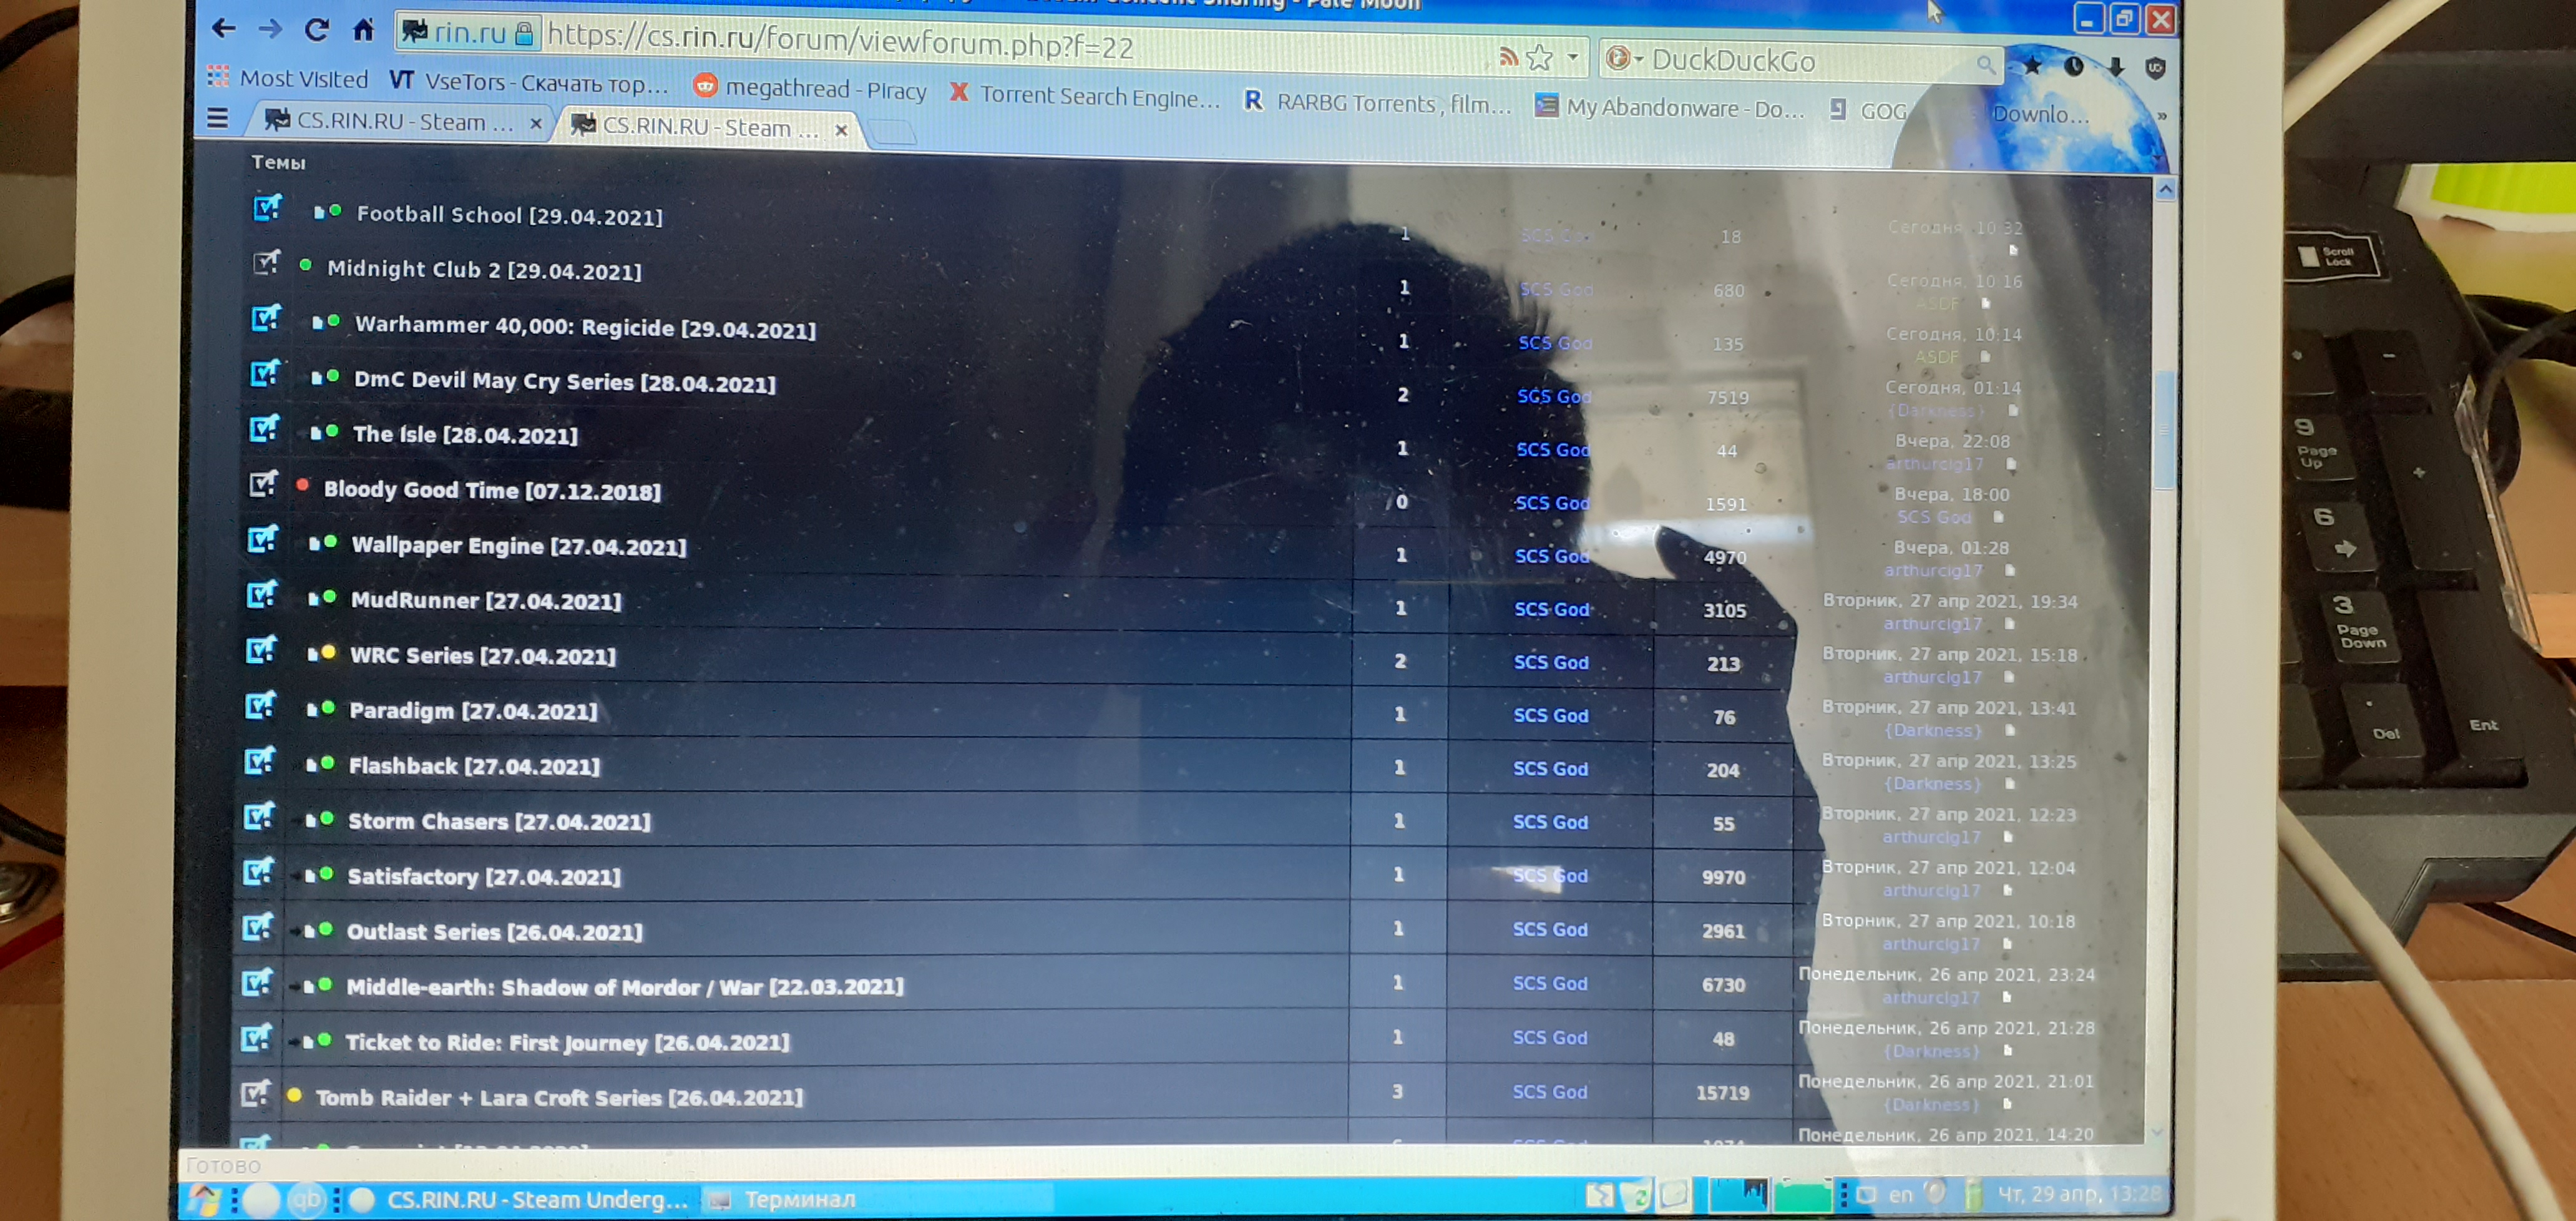 Content Sharing - Pale Moon
rin.ru https://cs.rin.ru/forum/viewforum.php?f=22 DuckDuckGo
Most Visited VT VseTors - Скачать тор... megathread - Piracy Torrent Search Engine... R RARBG Torrents , film... My Abandonware - Do... GOG Downlo... »
CS.RIN.RU - Steam ... × CS.RIN.RU - Steam ... ×
Темы
Football School [29.04.2021] 1 SCS God 18 Сегодня, 10:32
Midnight Club 2 [29.04.2021] 1 SCS God 680 Сегодня, 10:16
ASDF
Warhammer 40,000: Regicide [29.04.2021] 1 SCS God 135 Сегодня, 10:14
ASDF
DmC Devil May Cry Series [28.04.2021] 2 SCS God 7519 Сегодня, 01:14
{Darkness}
The Isle [28.04.2021] 1 SCS God 44 Вчера, 22:08
arthurclg17
Bloody Good Time [07.12.2018] 0 SCS God 1591 Вчера, 18:00
SCS God
Wallpaper Engine [27.04.2021] 1 SCS God 4970 Вчера, 01:28
arthurclg17
MudRunner [27.04.2021] 1 SCS God 3105 Вторник, 27 апр 2021, 19:34
arthurclg17
WRC Series [27.04.2021] 2 SCS God 213 Вторник, 27 апр 2021, 15:18
arthurclg17
Paradigm [27.04.2021] 1 SCS God 76 Вторник, 27 апр 2021, 13:41
{Darkness}
Flashback [27.04.2021] 1 SCS God 204 Вторник, 27 апр 2021, 13:25
{Darkness}
Storm Chasers [27.04.2021] 1 SCS God 55 Вторник, 27 апр 2021, 12:23
arthurclg17
Satisfactory [27.04.2021] 1 SCS God 9970 Вторник, 27 апр 2021, 12:04
arthurclg17
Outlast Series [26.04.2021] 1 SCS God 2961 Вторник, 27 апр 2021, 10:18
arthurclg17
Middle-earth: Shadow of Mordor / War [22.03.2021] 1 SCS God 6730 Понедельник, 26 апр 2021, 23:24
arthurclg17
Ticket to Ride: First Journey [26.04.2021] 1 SCS God 48 Понедельник, 26 апр 2021, 21:28
{Darkness}
Tomb Raider + Lara Croft Series [26.04.2021] 3 SCS God 15719 Понедельник, 26 апр 2021, 21:01
{Darkness}
Понедельник, 26 апр 2021, 14:20
Готово
qb CS.RIN.RU - Steam Underg... Терминал en Чт, 29 апр, 13:28
Scroll
Lock
-
9
Page
Up
+
6
3
Page
Down
.
Del
Ent